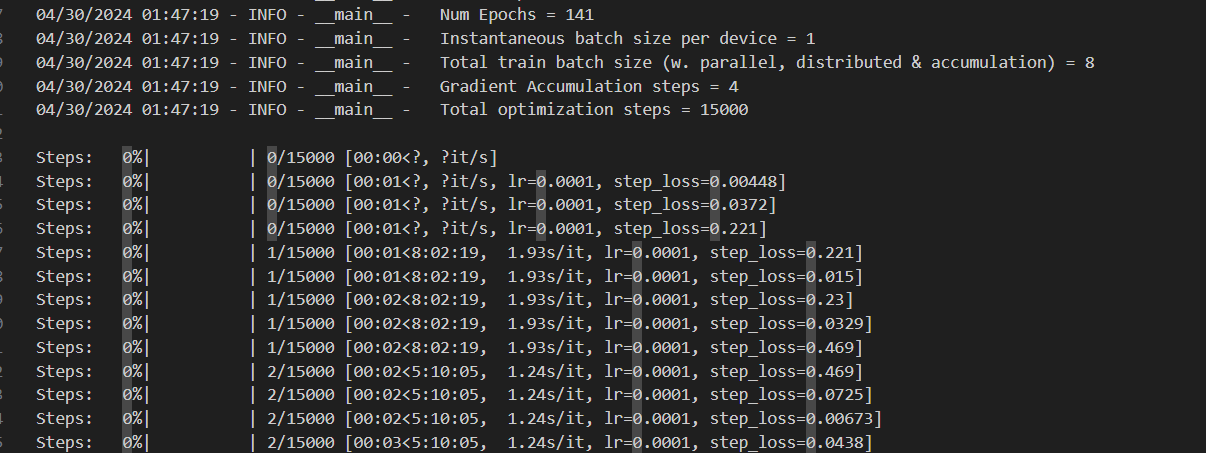 04/30/2024 01:47:19 - INFO - __main__ -   Num Epochs = 141
04/30/2024 01:47:19 - INFO - __main__ -   Instantaneous batch size per device = 1
04/30/2024 01:47:19 - INFO - __main__ -   Total train batch size (w. parallel, distributed & accumulation) = 8
04/30/2024 01:47:19 - INFO - __main__ -   Gradient Accumulation steps = 4
04/30/2024 01:47:19 - INFO - __main__ -   Total optimization steps = 15000
Steps:   0%|          | 0/15000 [00:00<?, ?it/s]
Steps:   0%|          | 0/15000 [00:01<?, ?it/s, lr=0.0001, step_loss=0.00448]
Steps:   0%|          | 0/15000 [00:01<?, ?it/s, lr=0.0001, step_loss=0.0372]
Steps:   0%|          | 0/15000 [00:01<?, ?it/s, lr=0.0001, step_loss=0.221]
Steps:   0%|          | 1/15000 [00:01<8:02:19,  1.93s/it, lr=0.0001, step_loss=0.221]
Steps:   0%|          | 1/15000 [00:01<8:02:19,  1.93s/it, lr=0.0001, step_loss=0.015]
Steps:   0%|          | 1/15000 [00:02<8:02:19,  1.93s/it, lr=0.0001, step_loss=0.23]
Steps:   0%|          | 1/15000 [00:02<8:02:19,  1.93s/it, lr=0.0001, step_loss=0.0329]
Steps:   0%|          | 1/15000 [00:02<8:02:19,  1.93s/it, lr=0.0001, step_loss=0.469]
Steps:   0%|          | 2/15000 [00:02<5:10:05,  1.24s/it, lr=0.0001, step_loss=0.469]
Steps:   0%|          | 2/15000 [00:02<5:10:05,  1.24s/it, lr=0.0001, step_loss=0.0725]
Steps:   0%|          | 2/15000 [00:02<5:10:05,  1.24s/it, lr=0.0001, step_loss=0.00673]
Steps:   0%|          | 2/15000 [00:03<5:10:05,  1.24s/it, lr=0.0001, step_loss=0.0438]